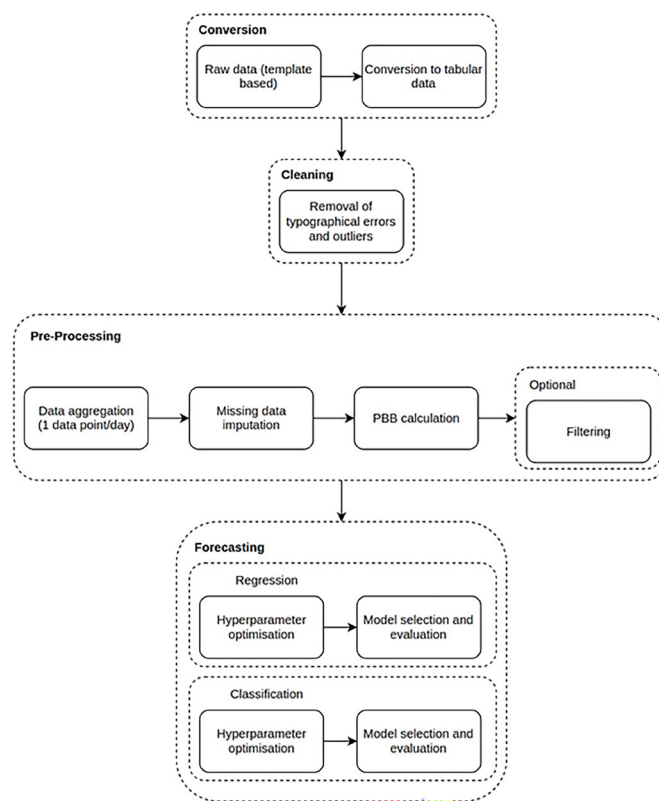 Conversion
Raw data (template
based)
Conversion to tabular
data
Cleaning
Removal of
typographical errors
and outliers
Pre-Processing
Data aggregation
(1 data point/day)
Missing data
imputation
PBB calculation
Optional
Filtering
Forecasting
Regression
Hyperparameter
optimisation
Model selection and
evaluation
Classification
Hyperparameter
optimisation
Model selection and
evaluation